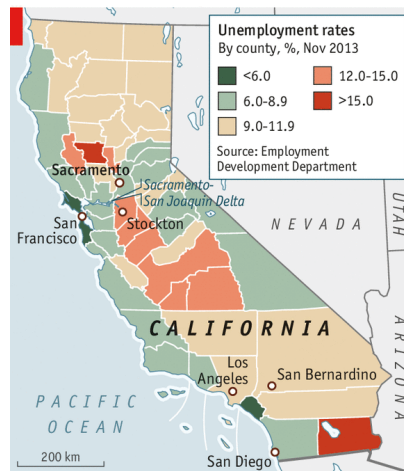 Unemployment rates
By county, %, Nov 2013
<6.0
12.0-15.0
6.0-8.9
>15.0
9.0-11.9
Source: Employment
Development Department
Sacramento
Sacramento-
San Joaquin Delta
San
Francisco
Stockton
NEVADA
UTAH
CALIFORNIA
Los
Angeles
San Bernardino
ARIZONA
PACIFIC
OCEAN
San Diego
200 km